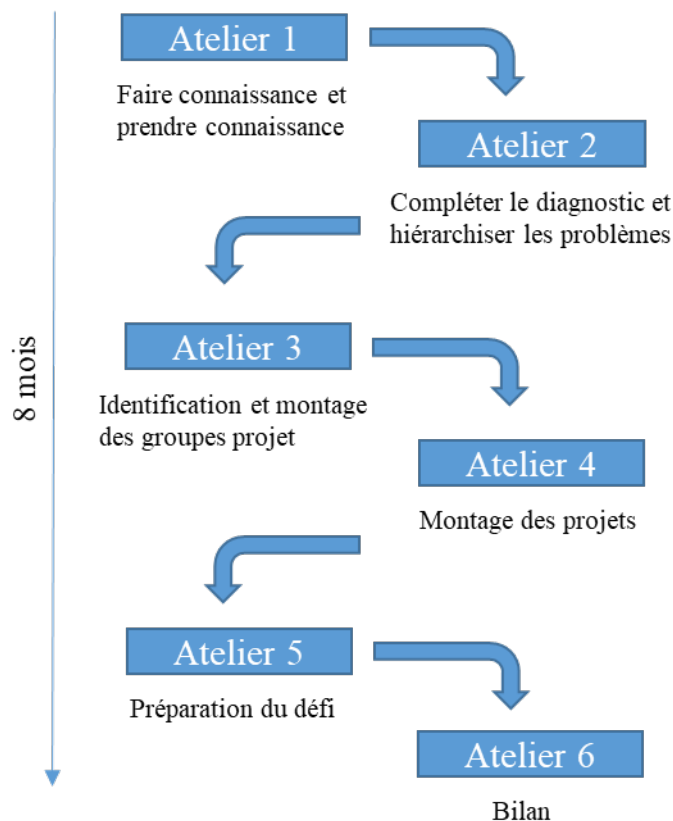 Atelier 1
Faire connaissance et
prendre connaissance
Atelier 2
Compléter le diagnostic et
hiérarchiser les problèmes
Atelier 3
Identification et montage
des groupes projet
8 mois
Atelier 4
Montage des projets
Atelier 5
Préparation du défi
Atelier 6
Bilan